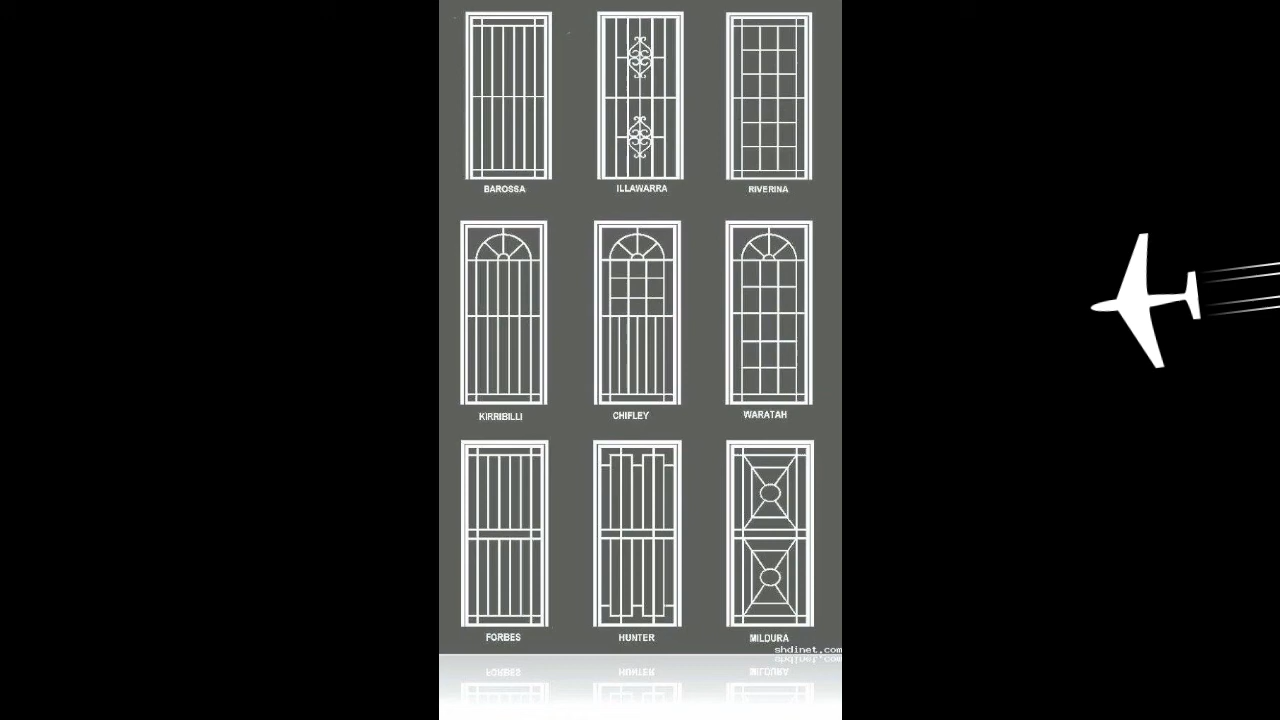 BAROSSA
ILLAWARRA
RIVERINA
KIRRIBILLI
CHIFLEY
WARATAH
FORBES
HUNTER
MILDURA
shdinet.com